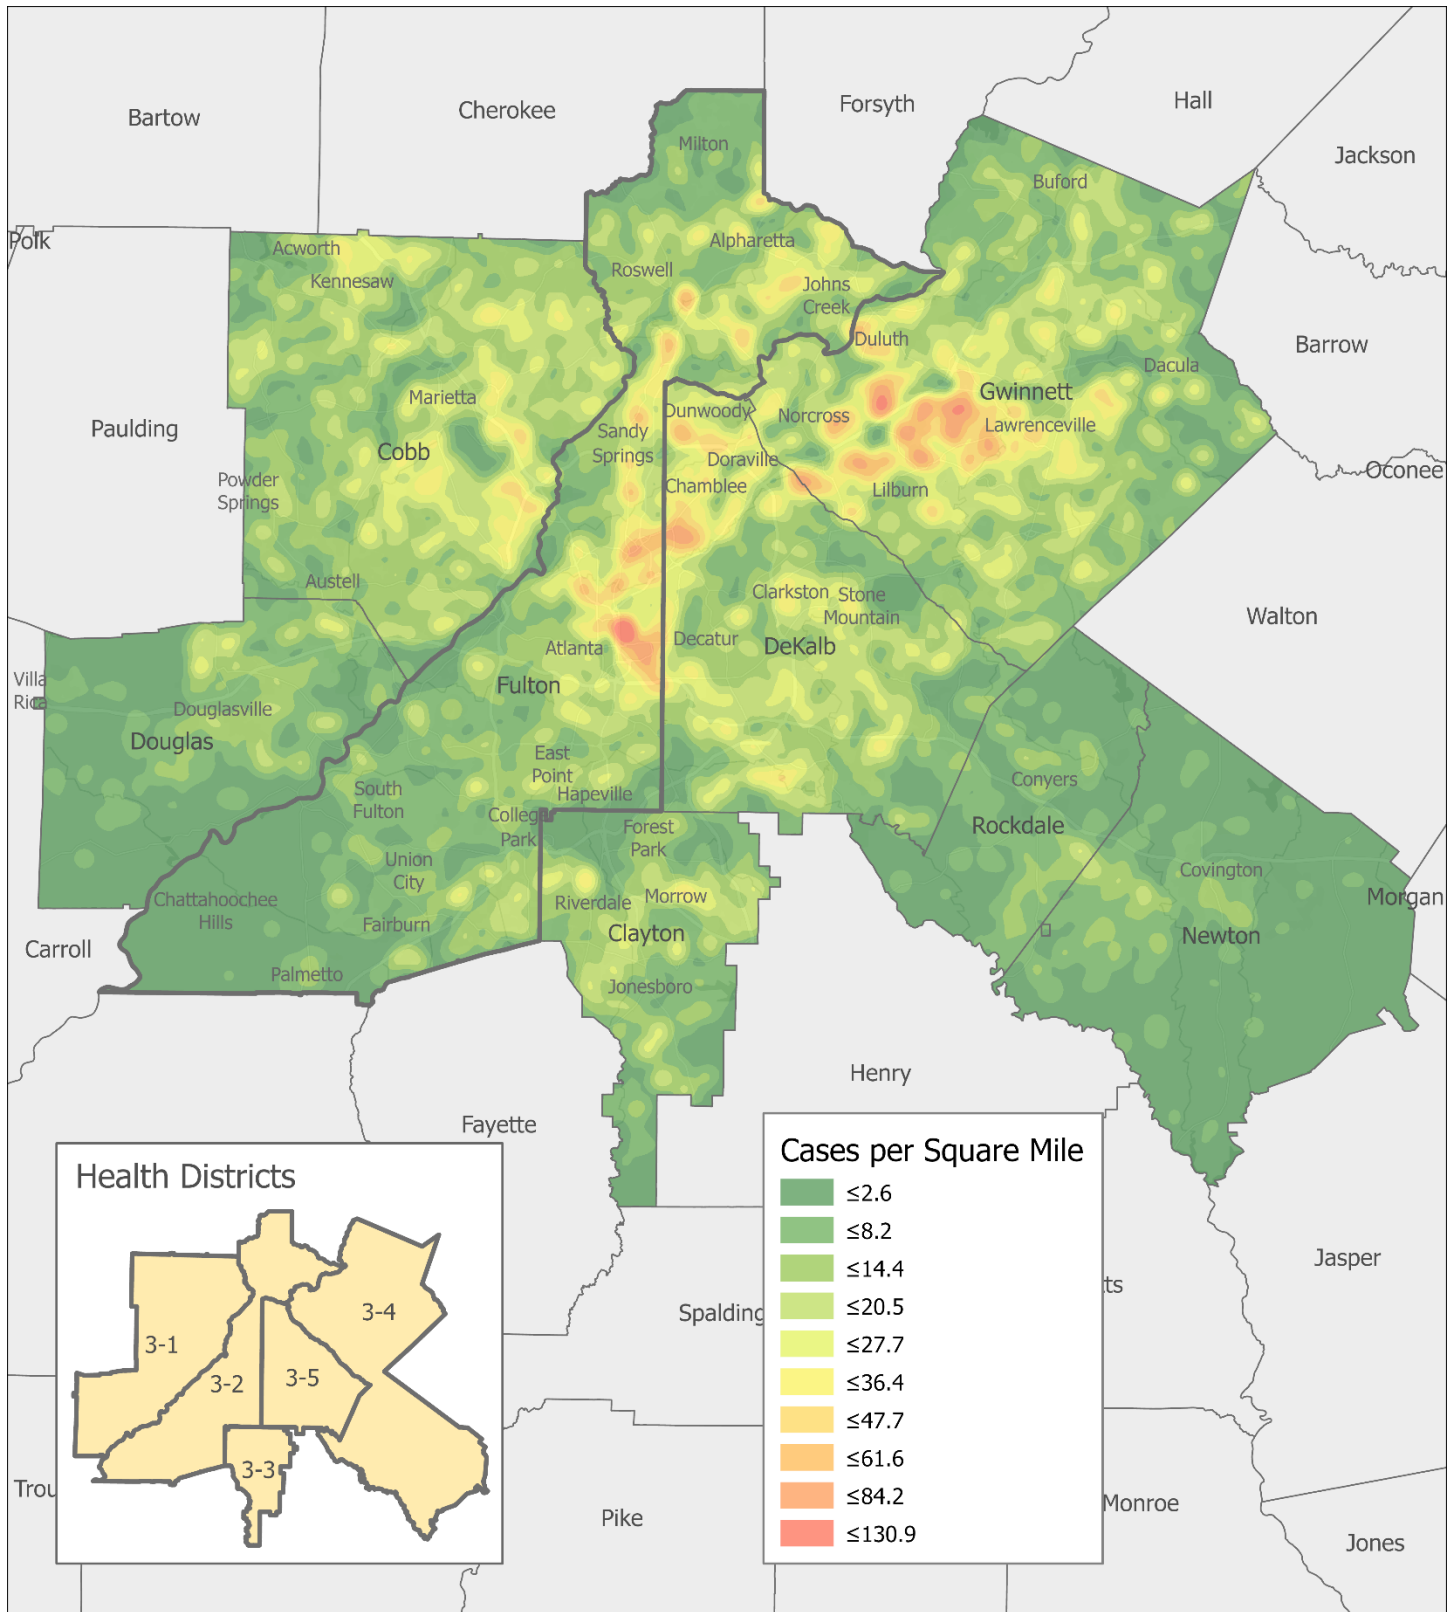 Bartow
Cherokee
Forsyth
Hall
Jackson
Milton
Buford
Polk
Acworth
Kennesaw
Alpharetta
Roswell
Johns
Creek
Duluth
Barrow
Dacula
Paulding
Marietta
Cobb
Dunwoody
Norcross
Gwinnett
Lawrenceville
Sandy
Springs
Doraville
Chamblee
Lilburn
Oconee
Powder
Springs
Austell
Clarkston
Stone
Mountain
Walton
Atlanta
Decatur
DeKalb
Villa
Rica
Fulton
Douglasville
Douglas
East
Point
Hapeville
South
Fulton
Colleg
Park
Forest
Park
Conyers
Rockdale
Union
City
Covington
Chattahoochee
Hills
Fairburn
Riverdale
Morrow
Clayton
Newton
Morgan
Carroll
Palmetto
Jonesboro
Henry
Fayette
Jasper
Spalding
ts
Trou
Pike
Monroe
Jones
Health Districts
3-1
3-2
3-3
3-4
3-5
Cases per Square Mile
≤2.6
≤8.2
≤14.4
≤20.5
≤27.7
≤36.4
≤47.7
≤61.6
≤84.2
≤130.9